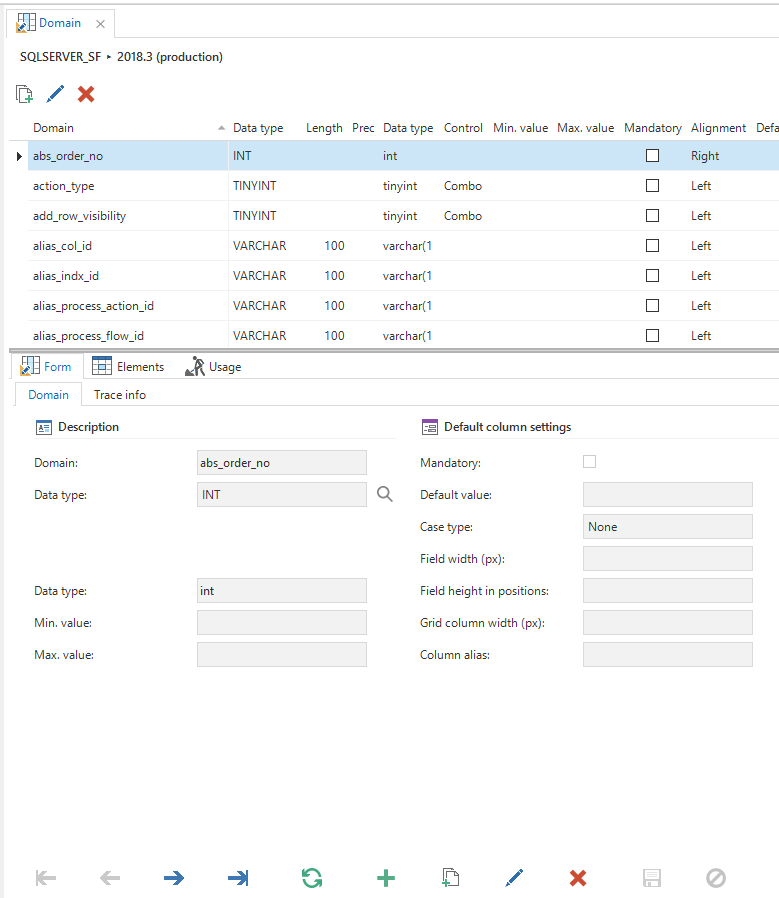 Domain
SQLSERVER_SF ▸ 2018.3 (production)
Domain Data type Length Prec Data type Control Min. value Max. value Mandatory Alignment Defa
abs_order_no INT int Right
action_type TINYINT tinyint Combo Left
add_row_visibility TINYINT tinyint Combo Left
alias_col_id VARCHAR 100 varchar(1 Left
alias_indx_id VARCHAR 100 varchar(1 Left
alias_process_action_id VARCHAR 100 varchar(1 Left
alias_process_flow_id VARCHAR 100 varchar(1 Left
Form Elements Usage
Domain Trace info
Description Default column settings
Domain: abs_order_no Mandatory:
Data type: INT Default value:
Case type: None
Field width (px):
Data type: int Field height in positions:
Min. value: Grid column width (px):
Max. value: Column alias: